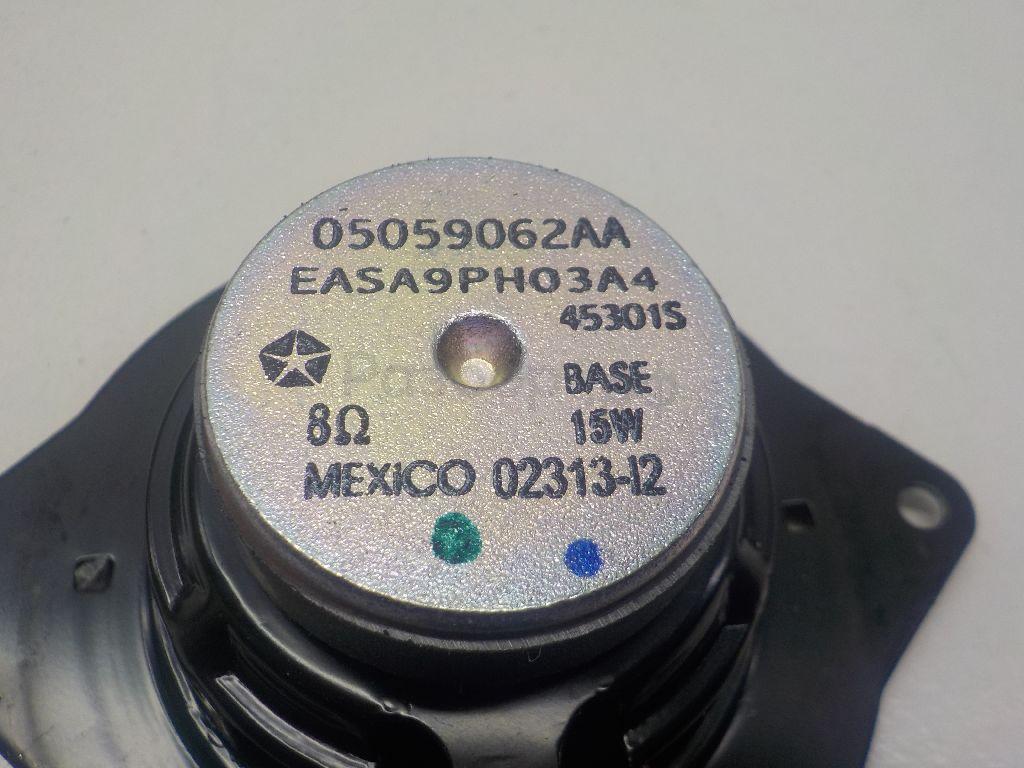 05059062AA
EASA9PH03A4
45301S
BASE
8Ω 15W
MEXICO 02313-12